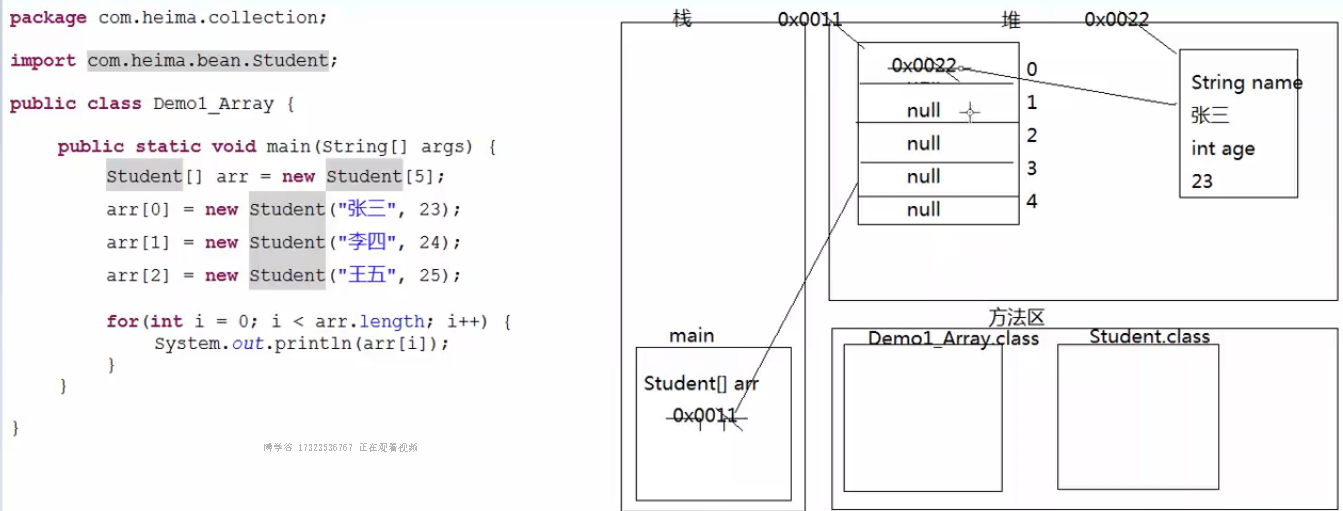 package com.heima.collection;
import com.heima.bean.Student;
public class Demo1_Array {
public static void main(String[] args) {
Student[] arr = new Student[5];
arr[0] = new Student("张三", 23);
arr[1] = new Student("李四", 24);
arr[2] = new Student("王五", 25);
for(int i = 0; i < arr.length; i++) {
System.out.println(arr[i]);
}
}
}
博学谷 17323536767 正在观看视频
栈
main
Student[] arr
0x0011
0x0011
堆
0x0022
0x0022
0
null
1
null
2
null
3
null
4
String name
张三
int age
23
方法区
Demo1_Array.class
Student.class